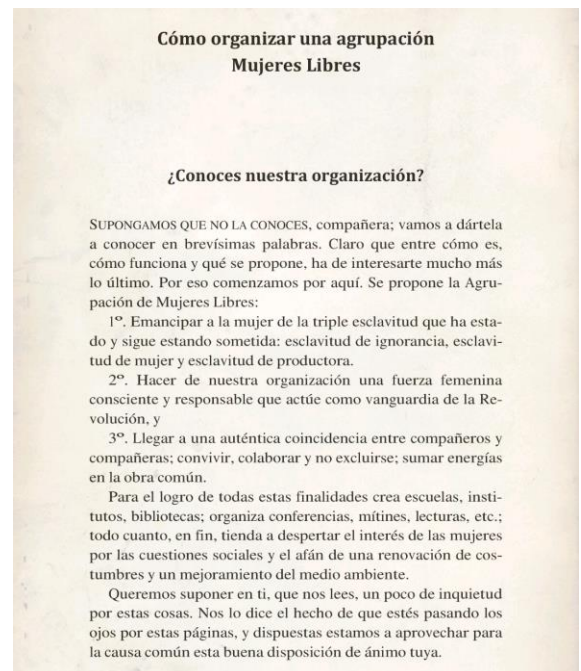 Cómo organizar una agrupación
Mujeres Libres
¿Conoces nuestra organización?
SUPONGAMOS QUE NO LA CONOCES, compañera; vamos a dártela
a conocer en brevísimas palabras. Claro que entre cómo es,
cómo funciona y qué se propone, ha de interesarte mucho más
lo último. Por eso comenzamos por aquí. Se propone la Agru-
pación de Mujeres Libres:
1º. Emancipar a la mujer de la triple esclavitud que ha esta-
do y sigue estando sometida: esclavitud de ignorancia, esclavi-
tud de mujer y esclavitud de productora.
2º. Hacer de nuestra organización una fuerza femenina
consciente y responsable que actúe como vanguardia de la Re-
volución, y
3º. Llegar a una auténtica coincidencia entre compañeros y
compañeras; convivir, colaborar y no excluirse; sumar energías
en la obra común.
Para el logro de todas estas finalidades crea escuelas, insti-
tutos, bibliotecas; organiza conferencias, mítines, lecturas, etc.;
todo cuanto, en fin, tienda a despertar el interés de las mujeres
por las cuestiones sociales y el afán de una renovación de cos-
tumbres y un mejoramiento del medio ambiente.
Queremos suponer en ti, que nos lees, un poco de inquietud
por estas cosas. Nos lo dice el hecho de que estés pasando los
ojos por estas páginas, y dispuestas estamos a aprovechar para
la causa común esta buena disposición de ánimo tuya.